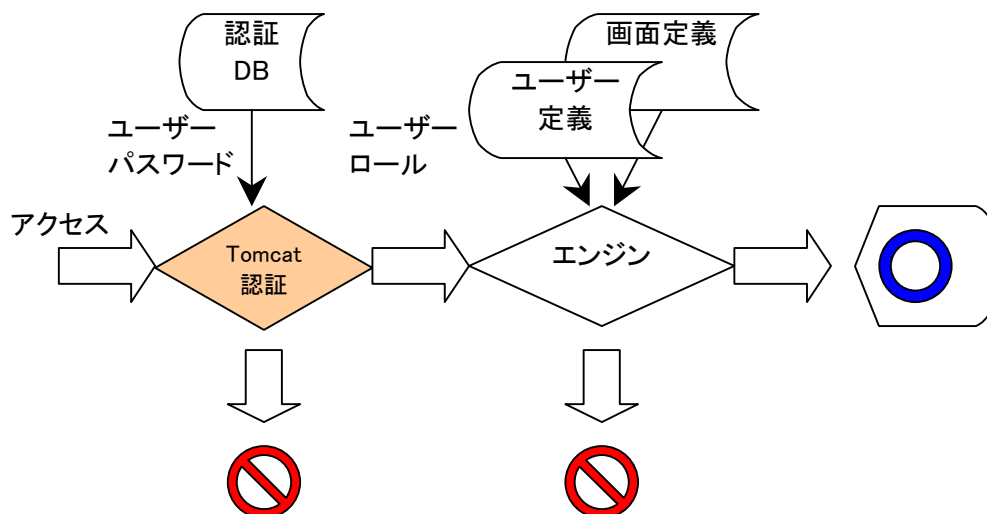 認証
DB
画面定義
ユーザー
定義
ユーザー
パスワード
ユーザー
ロール
アクセス
Tomcat
認証
エンジン